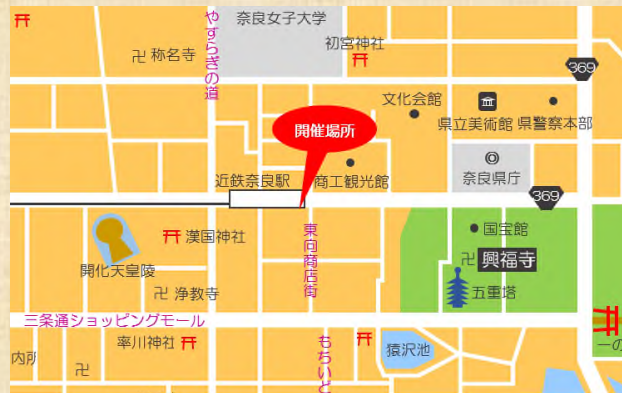 奈良女子大学
やすらぎの道
卍 称名寺
初宮神社
369
文化会館
県立美術館
県警察本部
開催場所
近鉄奈良駅
商工観光館
奈良県庁
369
漢国神社
東向商店街
国宝館
卍 興福寺
開化天皇陵
卍 浄教寺
五重塔
三条通ショッピングモール
率川神社
もちいど
猿沢池
一の
内所
卍